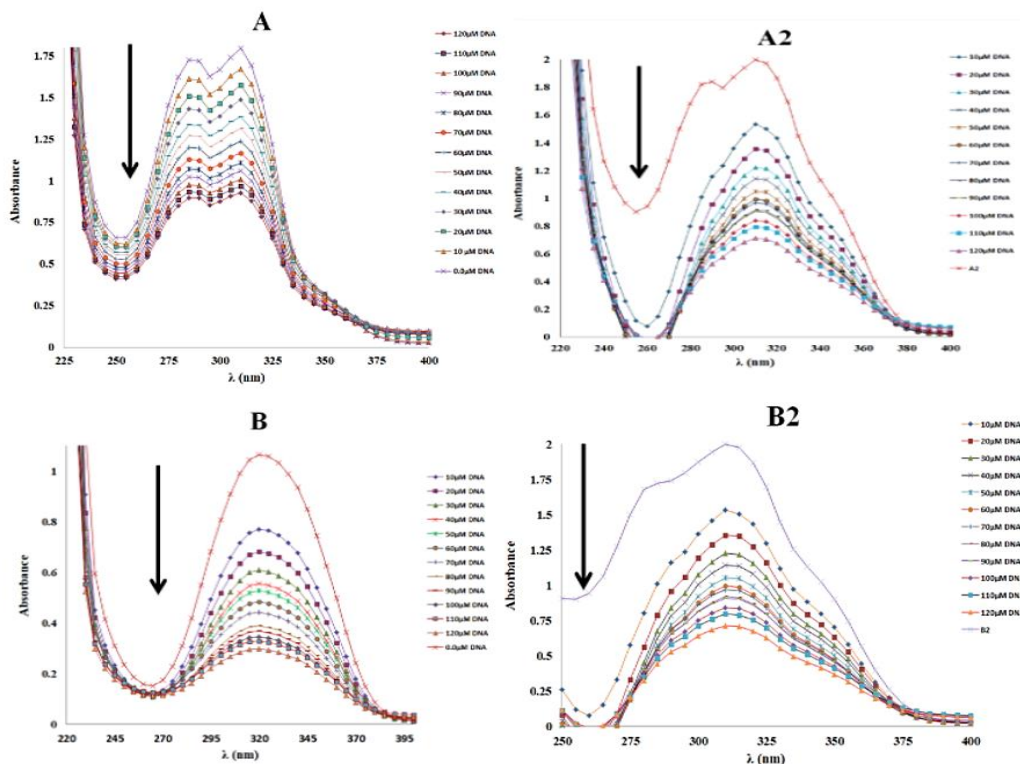 A
120µM DNA
110µM DNA
100µM DNA
90µM DNA
80µM DNA
70µM DNA
60µM DNA
50µM DNA
40µM DNA
30µM DNA
20µM DNA
10 µM DNA
0.0µM DNA
Absorbance
1.75
1.5
1.25
1
0.75
0.5
0.25
0
225 250 275 300 325 350 375 400
λ (nm)
A2
10µM DNA
20µM DNA
30µM DNA
40µM DNA
50µM DNA
60µM DNA
70µM DNA
80µM DNA
90µM DNA
100µM DNA
110µM DNA
120µM DNA
A2
Absorbance
2
1.8
1.6
1.4
1.2
1
0.8
0.6
0.4
0.2
0
220 240 260 280 300 320 340 360 380 400
λ (nm)
B
10µM DNA
20µM DNA
30µM DNA
40µM DNA
50µM DNA
60µM DNA
70µM DNA
80µM DNA
90µM DNA
100µM DNA
110µM DNA
120µM DNA
0.0µM DNA
Absorbance
1
0.8
0.6
0.4
0.2
0
220 245 270 295 320 345 370 395
λ (nm)
B2
10µM DNA
20µM DNA
30µM DNA
40µM DNA
50µM DNA
60µM DNA
70µM DNA
80µM DNA
90µM DNA
100µM DNA
110µM DNA
120µM DN
B2
Absorbance
2
1.75
1.5
1.25
1
0.75
0.5
0.25
0
250 275 300 325 350 375 400
λ (nm)